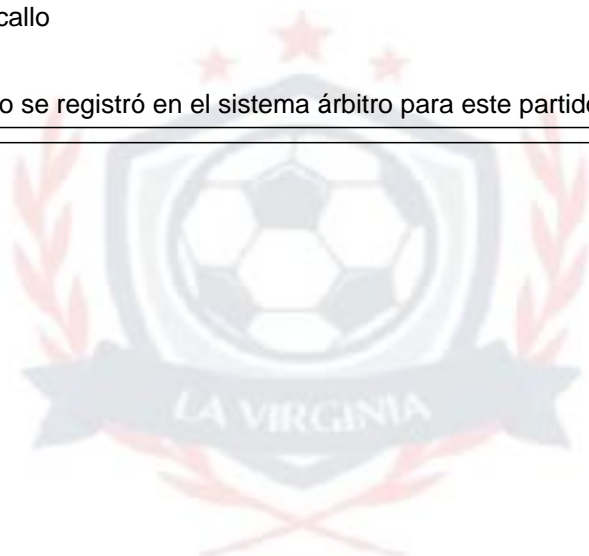 callo
o se registró en el sistema árbitro para este partido
LA VIRGINIA